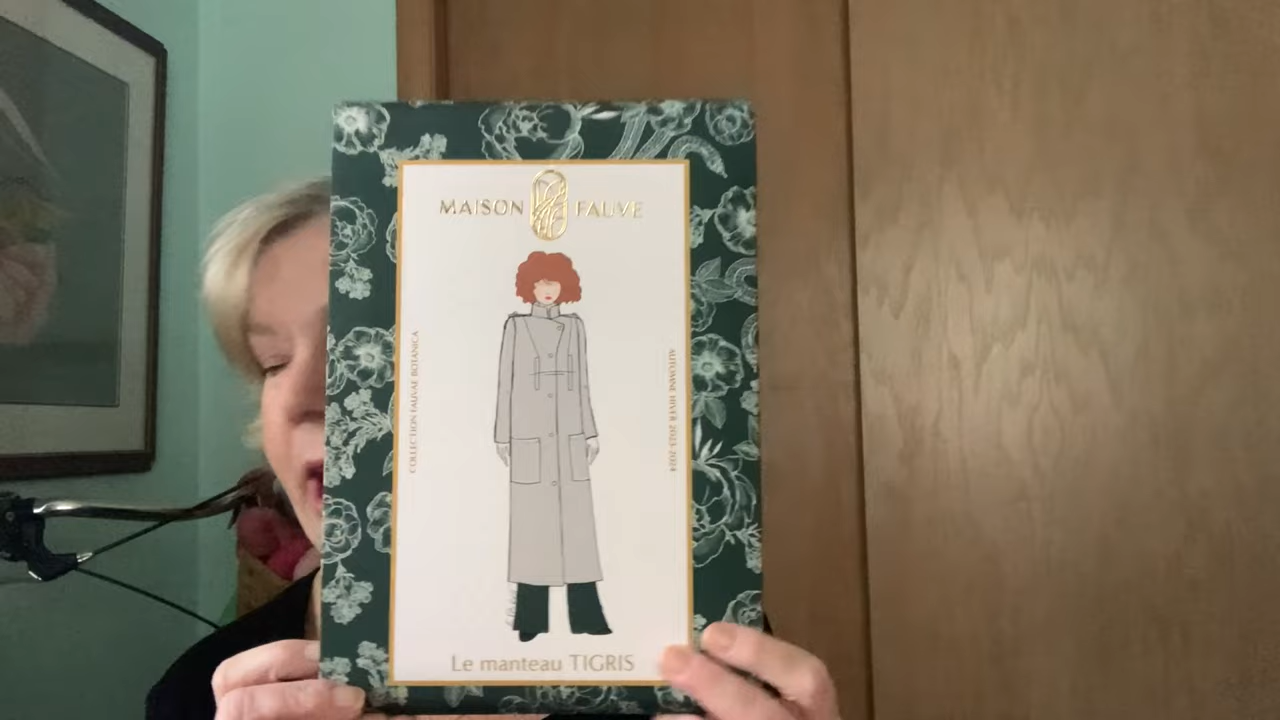 MAISON FAUVE
COLLECTION FAUVAE BOTANICA
AUTOMNE HIVER 2023-2024
Le manteau TIGRIS